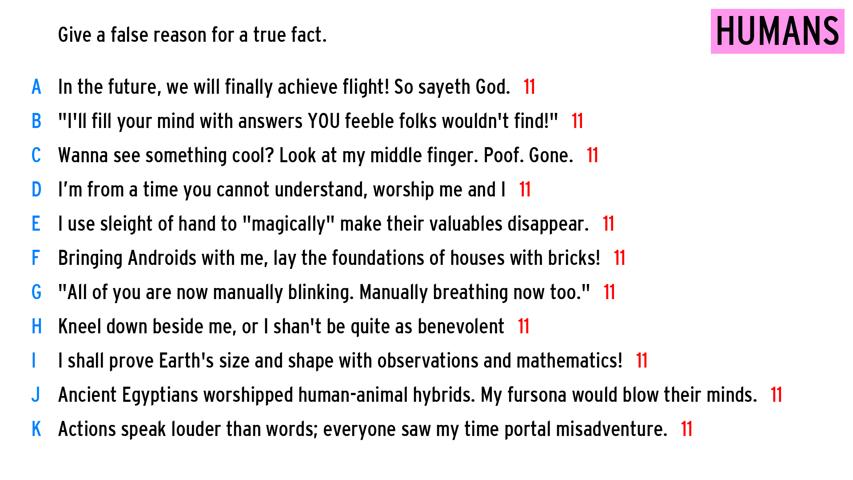 HUMANS
Give a false reason for a true fact.
A In the future, we will finally achieve flight! So sayeth God. 11
B "I'll fill your mind with answers YOU feeble folks wouldn't find!" 11
C Wanna see something cool? Look at my middle finger. Poof. Gone. 11
D I’m from a time you cannot understand, worship me and I 11
E I use sleight of hand to "magically" make their valuables disappear. 11
F Bringing Androids with me, lay the foundations of houses with bricks! 11
G "All of you are now manually blinking. Manually breathing now too." 11
H Kneel down beside me, or I shan't be quite as benevolent 11
I I shall prove Earth's size and shape with observations and mathematics! 11
J Ancient Egyptians worshipped human-animal hybrids. My fursona would blow their minds. 11
K Actions speak louder than words; everyone saw my time portal misadventure. 11